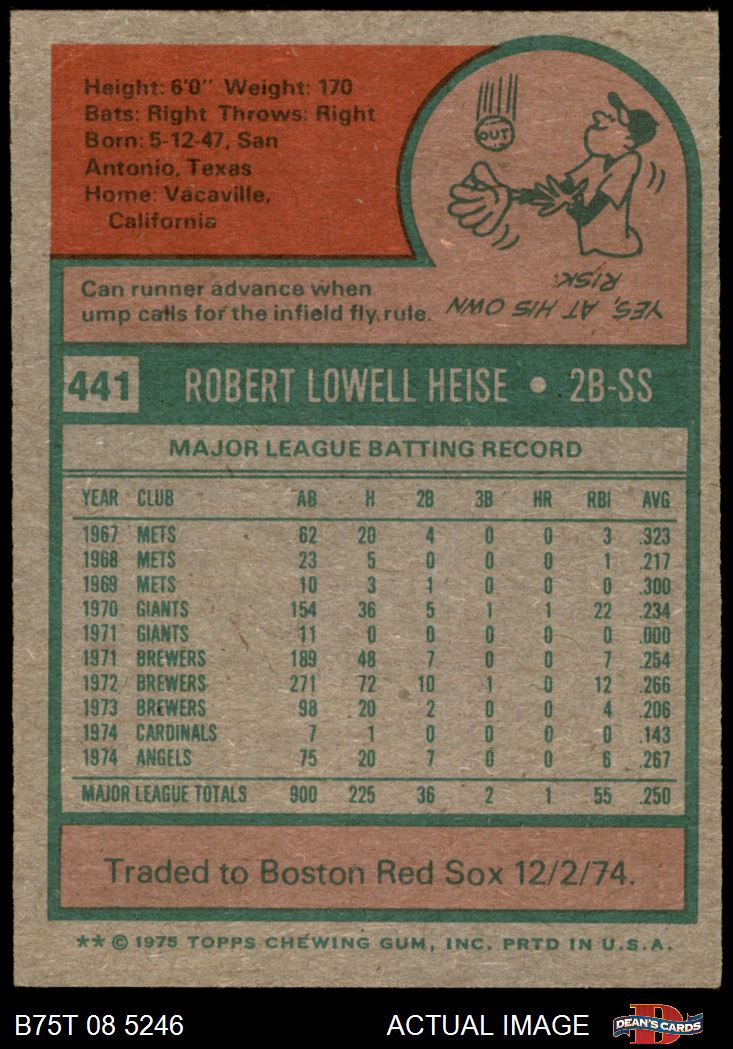 Height: 6'0" Weight: 170
Bats: Right Throws: Right
Born: 5-12-47, San
Antonio, Texas
Home: Vacaville,
California
OUT
Can runner advance when
ump calls for the infield fly rule.
YES, AT HIS OWN
RISK.
441 ROBERT LOWELL HEISE • 2B-SS
MAJOR LEAGUE BATTING RECORD
YEAR CLUB AB H 2B 3B HR RBI AVG
1967 METS 62 20 4 0 0 3 .323
1968 METS 23 5 0 0 0 1 .217
1969 METS 10 3 1 0 0 0 .300
1970 GIANTS 154 36 5 1 1 22 .234
1971 GIANTS 11 0 0 0 0 0 .000
1971 BREWERS 189 48 7 0 0 7 .254
1972 BREWERS 271 72 10 1 0 12 .266
1973 BREWERS 98 20 2 0 0 4 .206
1974 CARDINALS 7 1 0 0 0 0 .143
1974 ANGELS 75 20 7 0 0 6 .267
MAJOR LEAGUE TOTALS 900 225 36 2 1 55 .250
Traded to Boston Red Sox 12/2/74.
** © 1975 TOPPS CHEWING GUM, INC. PRTD IN U.S.A.
B75T 08 5246 ACTUAL IMAGE D DEAN'S CARDS